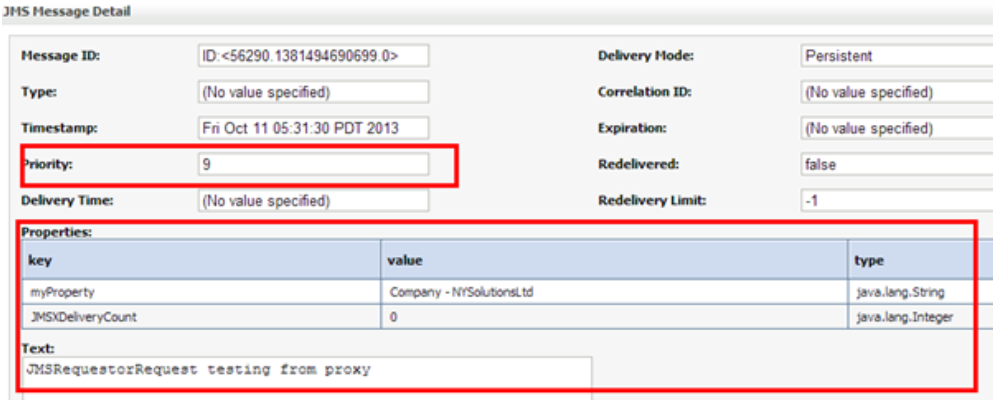 JMS Message Detail
Message ID: ID:<56290.1381494690699.0> Delivery Mode: Persistent
Type: (No value specified) Correlation ID: (No value specified)
Timestamp: Fri Oct 11 05:31:30 PDT 2013 Expiration: (No value specified)
Priority: 9 Redelivered: false
Delivery Time: (No value specified) Redelivery Limit: -1
Properties:
key value type
myProperty Company - NYSolutionsLtd java.lang.String
JMSXDeliveryCount 0 java.lang.Integer
Text:
JMSRequestorRequest testing from proxy